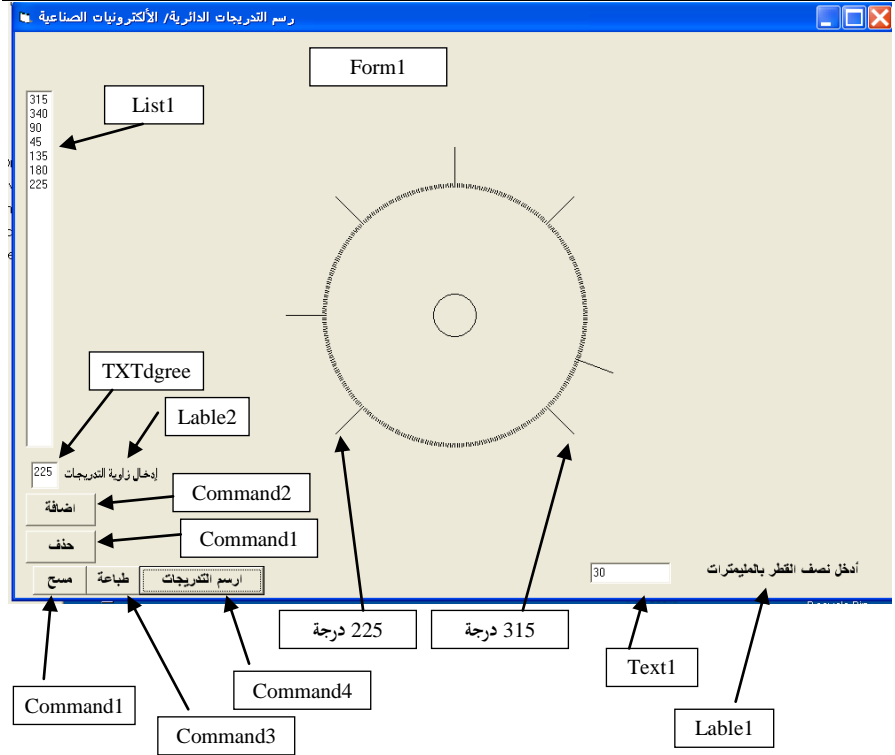 رسم التدريجات الدائرية/ الألكترونيات الصناعية
Form1
List1
315
340
90
45
135
180
225
TXTdgree
Lable2
225
إدخال زاوية التدريجات
اضافة
Command2
حذف
Command1
مسح
طباعة
ارسم التدريجات
30
أدخل نصف القطر بالمليمترات
225 درجة
315 درجة
Text1
Command1
Command4
Command3
Lable1